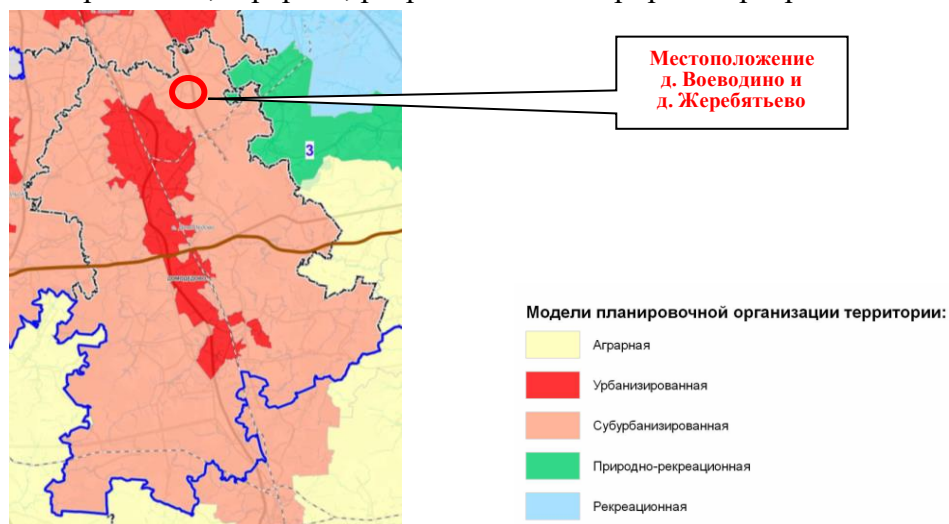 Местоположение
д. Воеводино и
д. Жеребятьево
3
Модели планировочной организации территории:
Аграрная
Урбанизированная
Субурбанизированная
Природно-рекреационная
Рекреационная